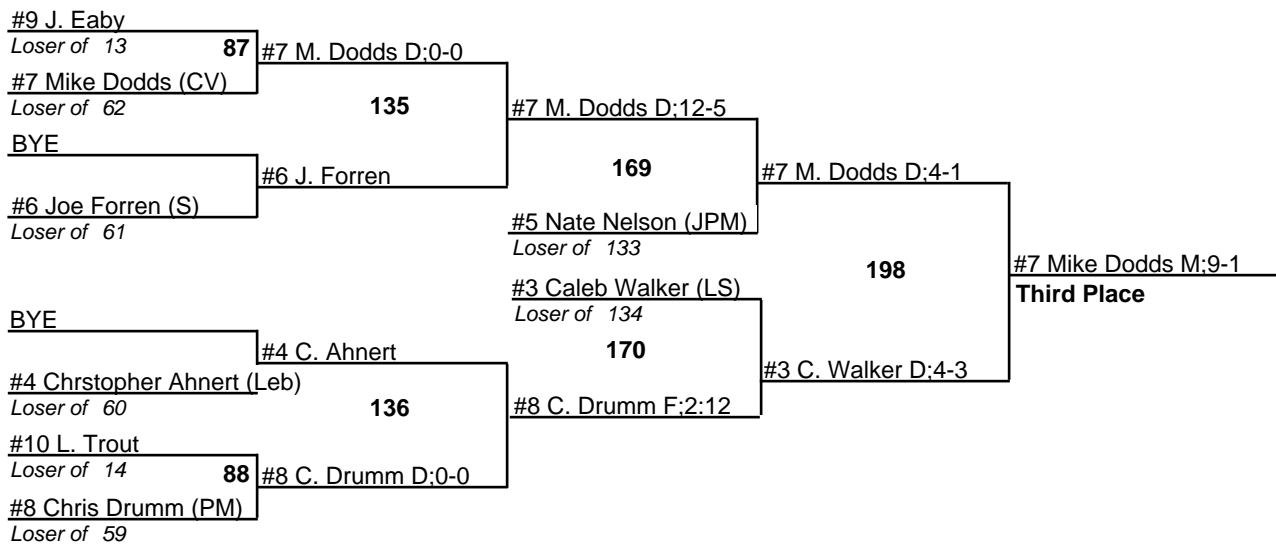 #9 J. Eaby
Loser of 13
87
#7 M. Dodds D;0-0
#7 Mike Dodds (CV)
Loser of 62
135
#7 M. Dodds D;12-5
BYE
#6 J. Forren
169
#7 M. Dodds D;4-1
#6 Joe Forren (S)
Loser of 61
#5 Nate Nelson (JPM)
Loser of 133
198
#7 Mike Dodds M;9-1
Third Place
#3 Caleb Walker (LS)
Loser of 134
BYE
#4 C. Ahnert
170
#3 C. Walker D;4-3
#4 Chrstopher Ahnert (Leb)
Loser of 60
136
#8 C. Drumm F;2:12
#10 L. Trout
Loser of 14
88
#8 C. Drumm D;0-0
#8 Chris Drumm (PM)
Loser of 59